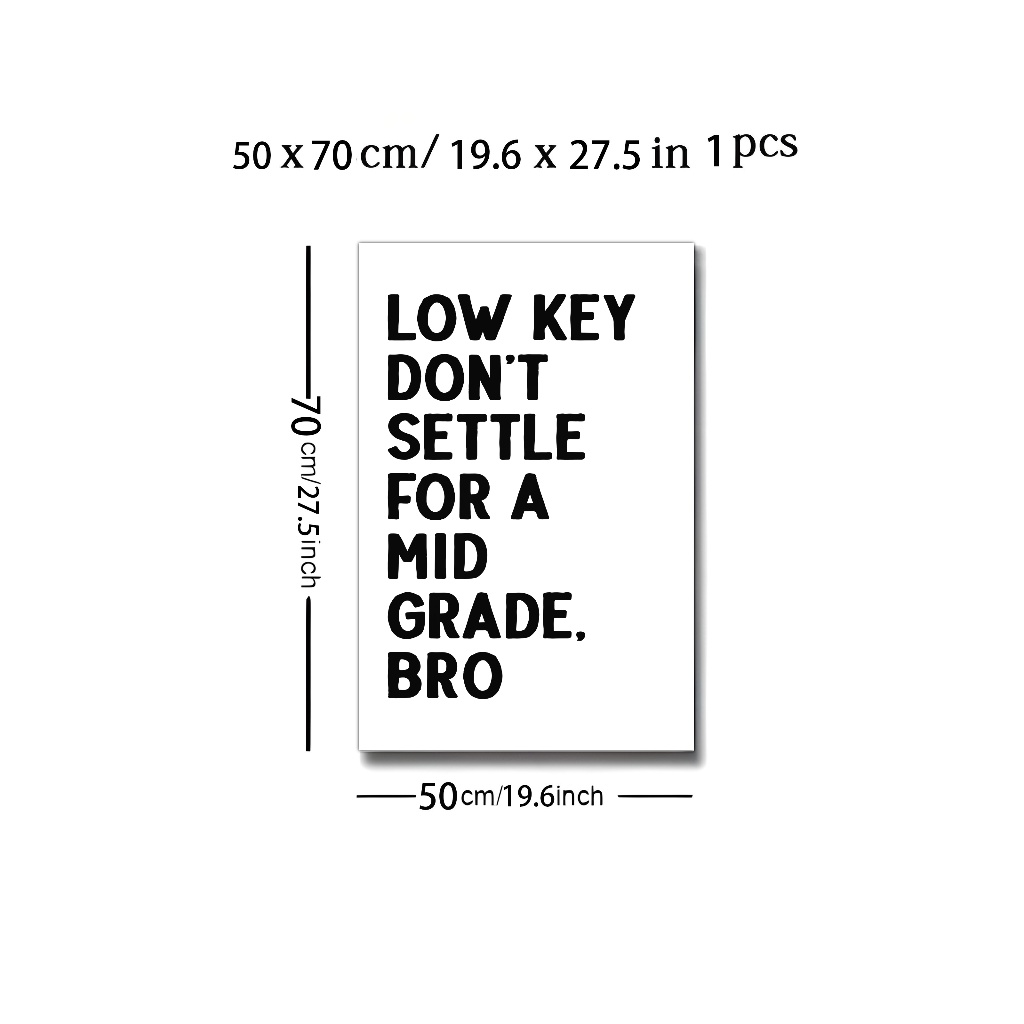 50 x 70 cm/ 19.6 x 27.5 in 1 pcs
LOW KEY
DON'T
SETTLE
FOR A
MID
GRADE,
BRO
70cm/27.5inch
50cm/19.6inch